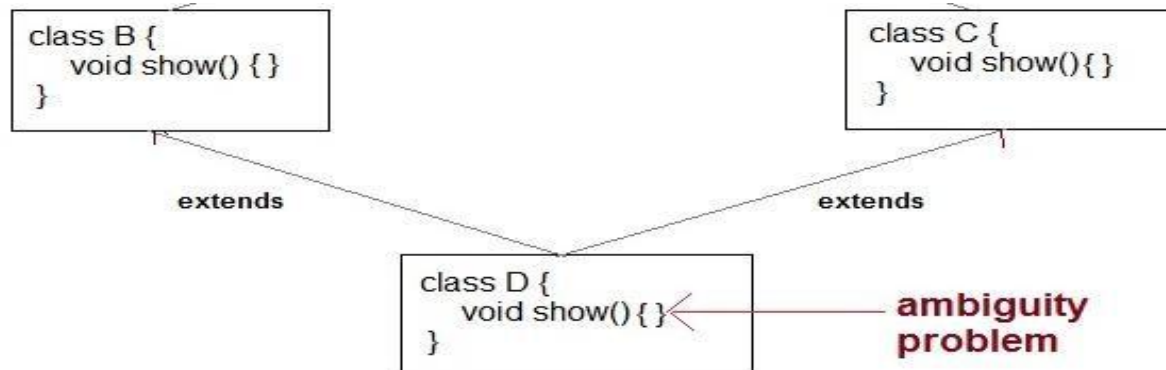 class B {
void show() { }
}
class C {
void show() { }
}
extends
extends
class D {
void show() { }
}
ambiguity
problem